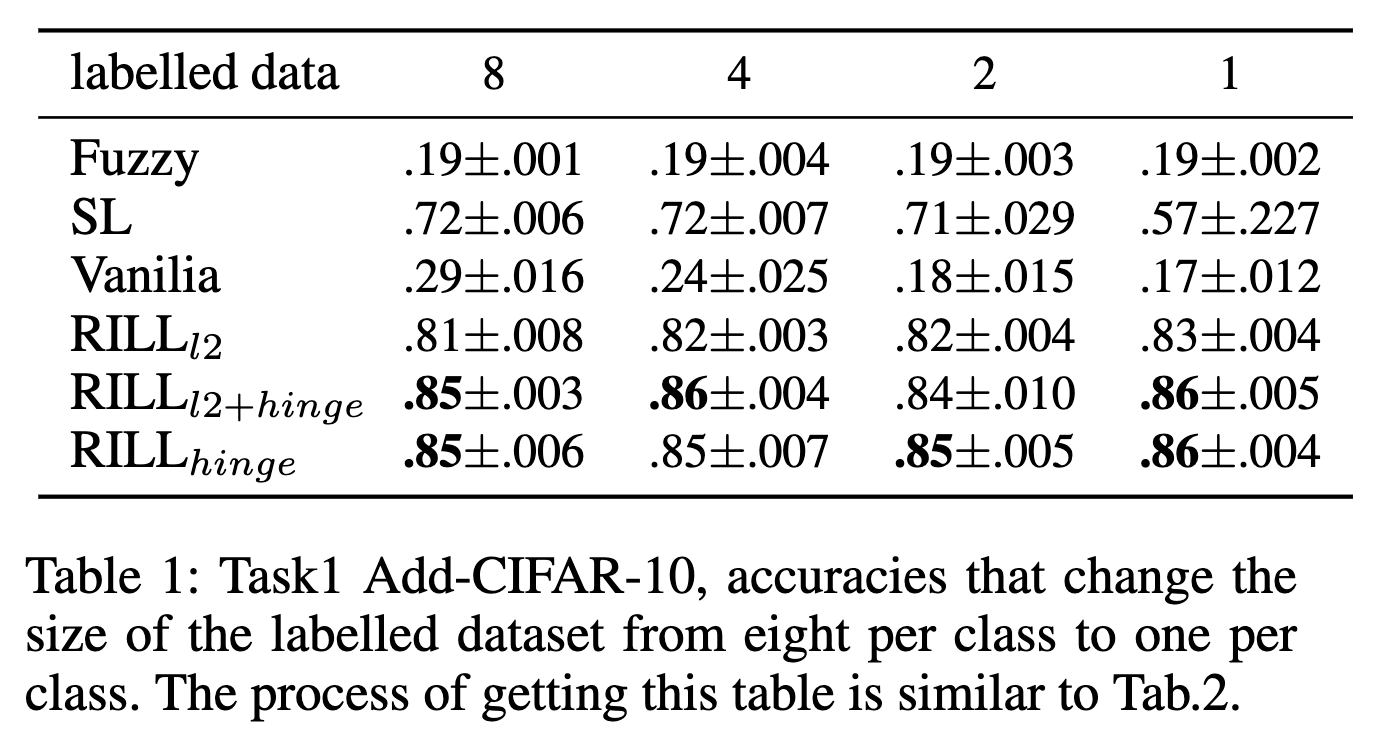 labelled data 8 4 2 1
Fuzzy .19±.001 .19±.004 .19±.003 .19±.002
SL .72±.006 .72±.007 .71±.029 .57±.227
Vanilia .29±.016 .24±.025 .18±.015 .17±.012
RILL_{l2} .81±.008 .82±.003 .82±.004 .83±.004
RILL_{l2+hinge} .85±.003 .86±.004 .84±.010 .86±.005
RILL_{hinge} .85±.006 .85±.007 .85±.005 .86±.004
Table 1: Task1 Add-CIFAR-10, accuracies that change the
size of the labelled dataset from eight per class to one per
class. The process of getting this table is similar to Tab.2.